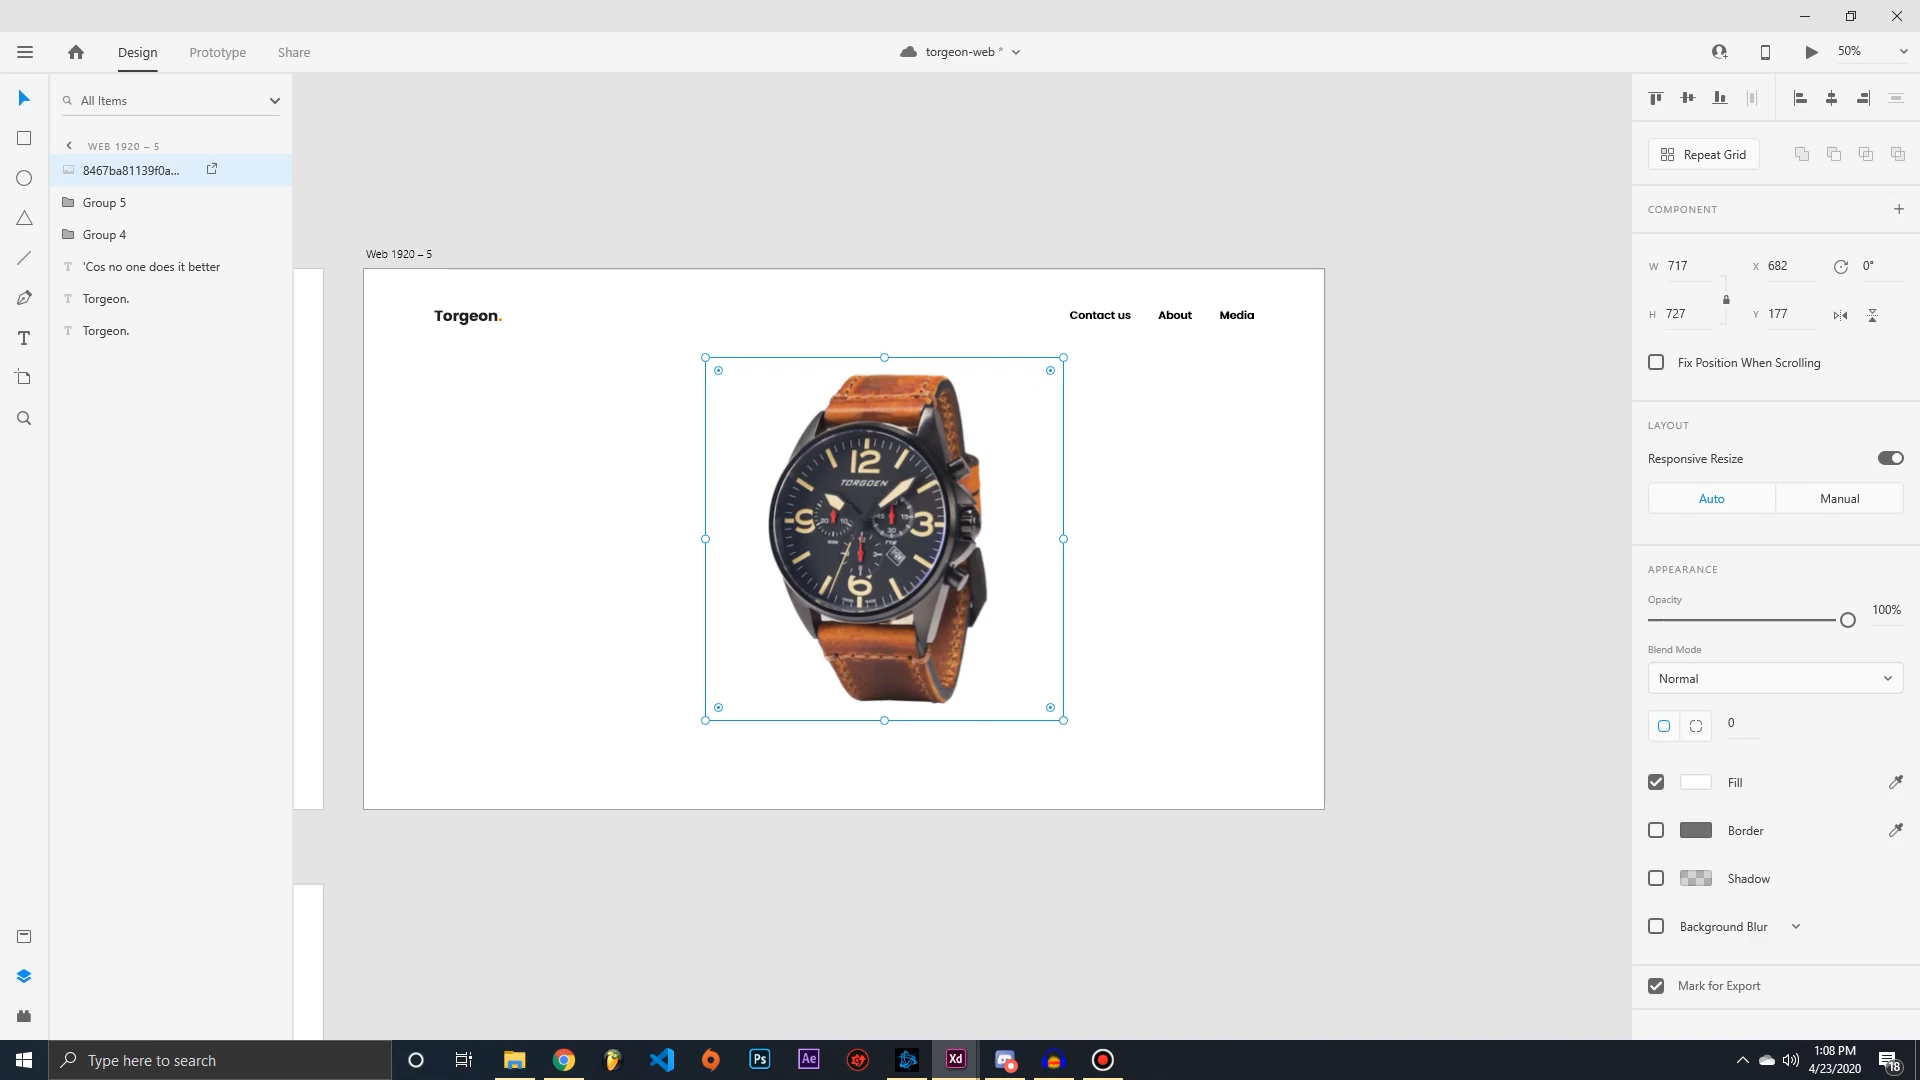 Design
Prototype
Share
torgeon-web *
50%
All Items
WEB 1920 – 5
8467ba81139f0a...
Group 5
Group 4
'Cos no one does it better
Torgeon.
Torgeon.
Web 1920 – 5
Torgeon.
Contact us
About
Media
12
TORGOEN
9
3
6
Repeat Grid
COMPONENT
W 717
X 682
0°
H 727
Y 177
Fix Position When Scrolling
LAYOUT
Responsive Resize
Auto
Manual
APPEARANCE
Opacity
100%
Blend Mode
Normal
0
Fill
Border
Shadow
Background Blur
Mark for Export
Type here to search
Ps
Ae
Xd
1:08 PM
4/23/2020
18